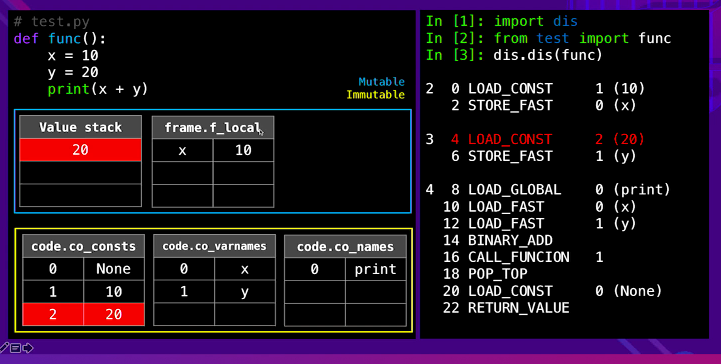 # test.py
def func():
    x = 10
    y = 20
    print(x + y)
Mutable
Immutable
Value stack
20
frame.f_local
x 10
code.co_consts
0 None
1 10
2 20
code.co_varnames
0 x
1 y
code.co_names
0 print
In [1]: import dis
In [2]: from test import func
In [3]: dis.dis(func)
2 0 LOAD_CONST 1 (10)
2 STORE_FAST 0 (x)
3 4 LOAD_CONST 2 (20)
6 STORE_FAST 1 (y)
4 8 LOAD_GLOBAL 0 (print)
10 LOAD_FAST 0 (x)
12 LOAD_FAST 1 (y)
14 BINARY_ADD
16 CALL_FUNCION 1
18 POP_TOP
20 LOAD_CONST 0 (None)
22 RETURN_VALUE